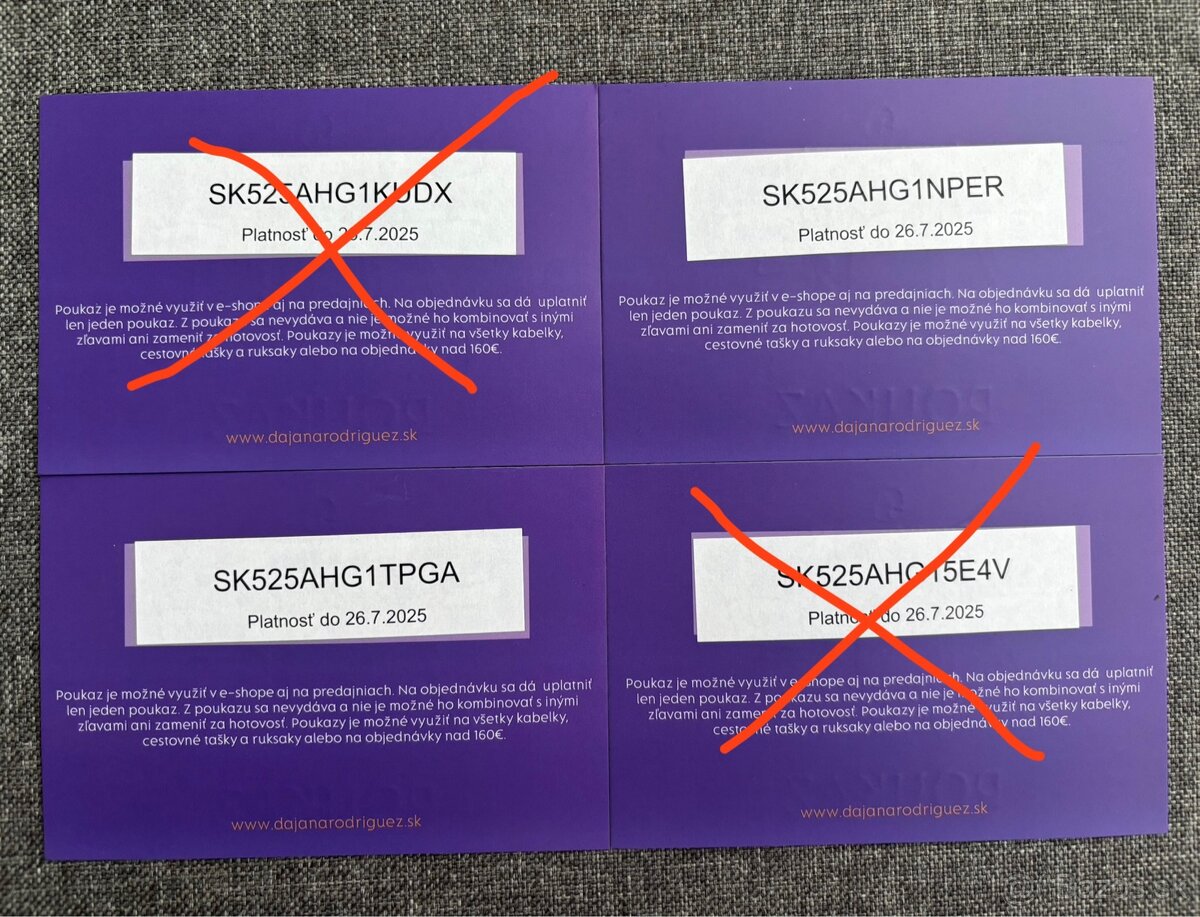 SK525AHG1KUDX
Platnosť do 26.7.2025
Poukaz je možné využiť v e-shope aj na predajniach. Na objednávku sa dá uplatniť
len jeden poukaz. Z poukazu sa nevydáva a nie je možné ho kombinovať s inými
zľavami ani zameniť za hotovosť. Poukazy je možné využiť na všetky kabelky,
cestovné tašky a ruksaky alebo na objednávky nad 160€.
www.dajanarodriguez.sk
SK525AHG1NPER
Platnosť do 26.7.2025
Poukaz je možné využiť v e-shope aj na predajniach. Na objednávku sa dá uplatniť
len jeden poukaz. Z poukazu sa nevydáva a nie je možné ho kombinovať s inými
zľavami ani zameniť za hotovosť. Poukazy je možné využiť na všetky kabelky,
cestovné tašky a ruksaky alebo na objednávky nad 160€.
www.dajanarodriguez.sk
SK525AHG1TPGA
Platnosť do 26.7.2025
Poukaz je možné využiť v e-shope aj na predajniach. Na objednávku sa dá uplatniť
len jeden poukaz. Z poukazu sa nevydáva a nie je možné ho kombinovať s inými
zľavami ani zameniť za hotovosť. Poukazy je možné využiť na všetky kabelky,
cestovné tašky a ruksaky alebo na objednávky nad 160€.
www.dajanarodriguez.sk
SK525AHG15E4V
Platnosť do 26.7.2025
Poukaz je možné využiť v e-shope aj na predajniach. Na objednávku sa dá uplatniť
len jeden poukaz. Z poukazu sa nevydáva a nie je možné ho kombinovať s inými
zľavami ani zameniť za hotovosť. Poukazy je možné využiť na všetky kabelky,
cestovné tašky a ruksaky alebo na objednávky nad 160€.
www.dajanarodriguez.sk